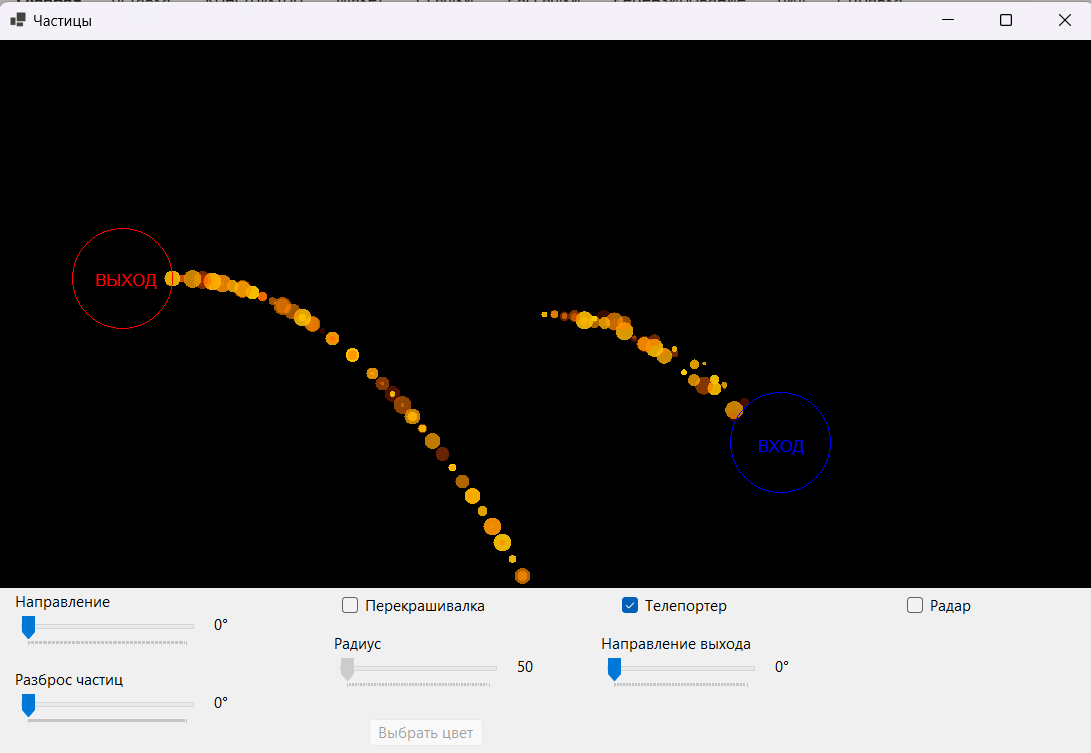 Частицы
ВЫХОД
ВХОД
Направление
0°
Разброс частиц
0°
Перекрашивалка
Радиус
50
Выбрать цвет
Телепортер
Направление выхода
0°
Радар